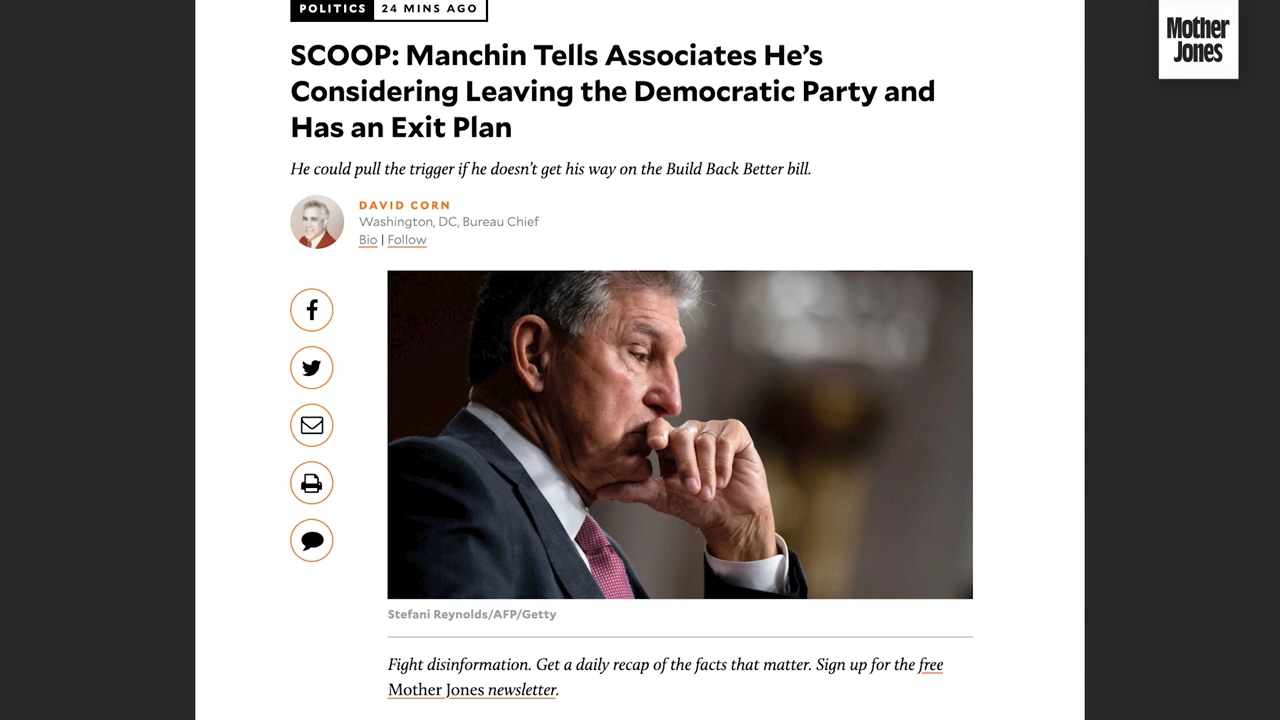 POLITICS 24 MINS AGO
Mother
Jones
SCOOP: Manchin Tells Associates He’s
Considering Leaving the Democratic Party and
Has an Exit Plan
He could pull the trigger if he doesn’t get his way on the Build Back Better bill.
DAVID CORN
Washington, DC, Bureau Chief
Bio | Follow
Stefani Reynolds/AFP/Getty
Fight disinformation. Get a daily recap of the facts that matter. Sign up for the free
Mother Jones newsletter.